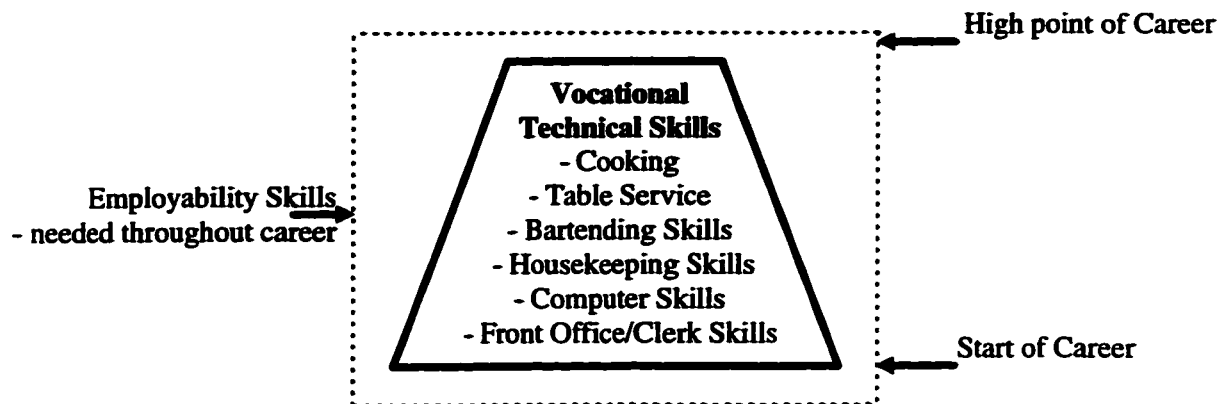 High point of Career
Vocational
Technical Skills
- Cooking
- Table Service
- Bartending Skills
- Housekeeping Skills
- Computer Skills
- Front Office/Clerk Skills
Employability Skills
- needed throughout career
Start of Career